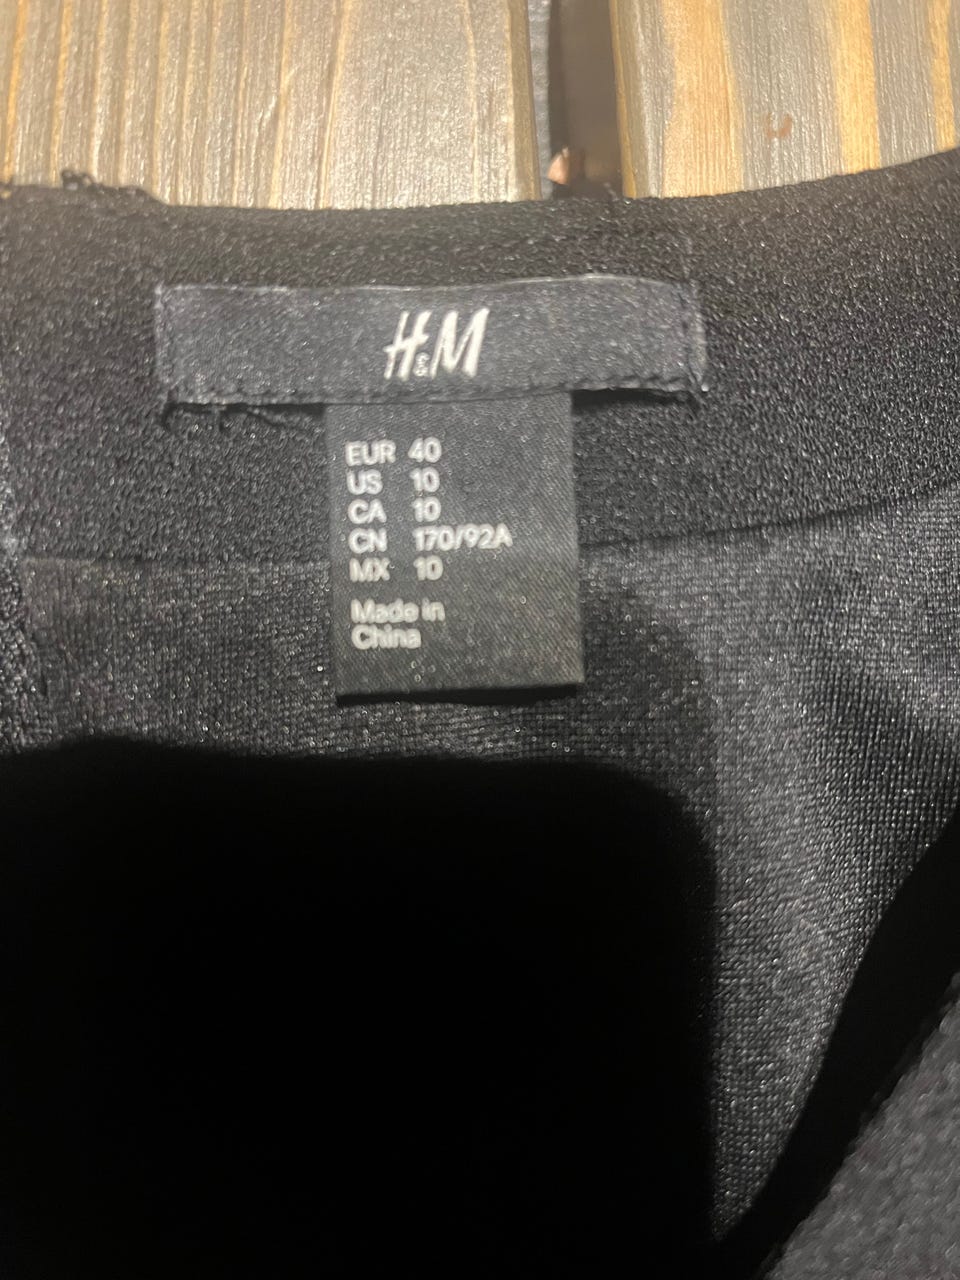 H&M
EUR 40
US 10
CA 10
CN 170/92A
MX 10
Made in
China